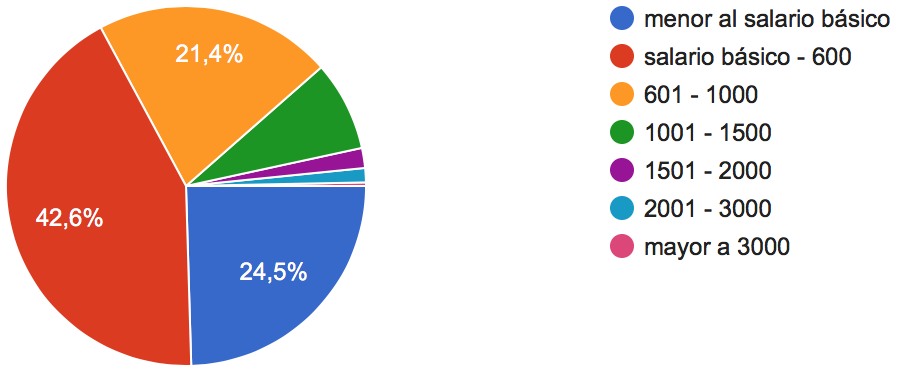 21,4%
42,6%
24,5%
menor al salario básico
salario básico - 600
601 - 1000
1001 - 1500
1501 - 2000
2001 - 3000
mayor a 3000